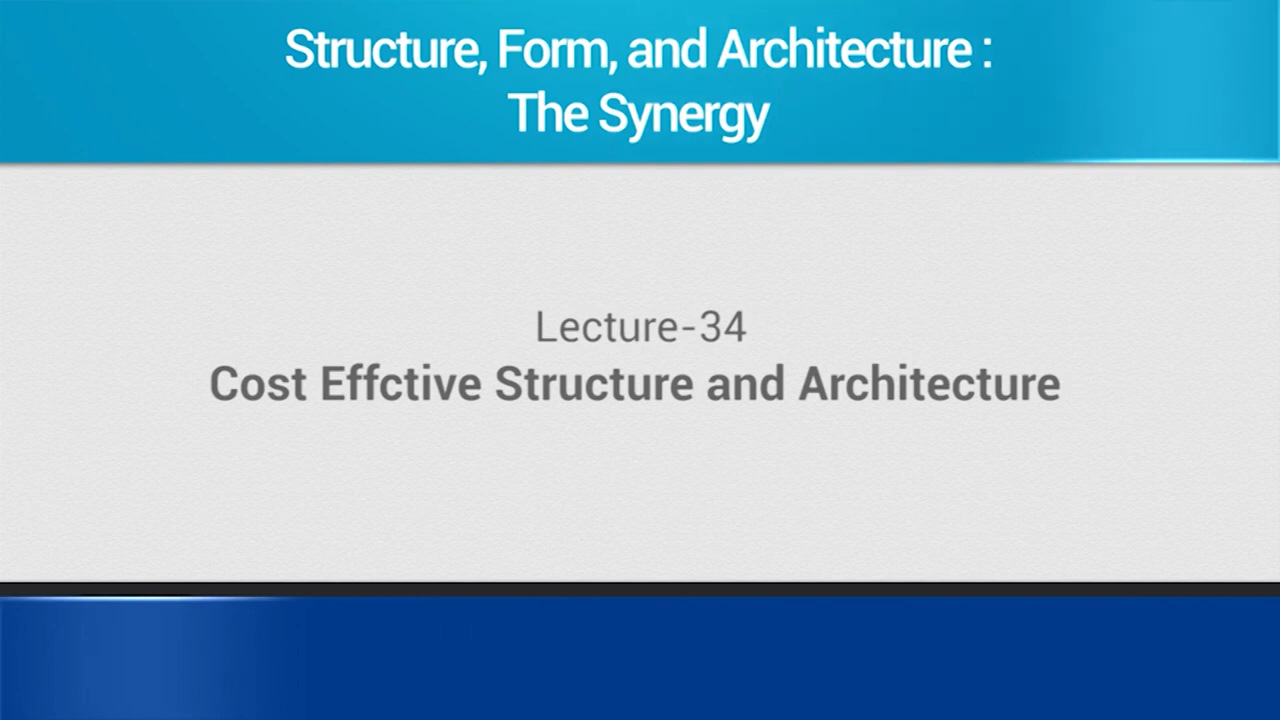 Structure, Form, and Architecture :
The Synergy
Lecture-34
Cost Effctive Structure and Architecture